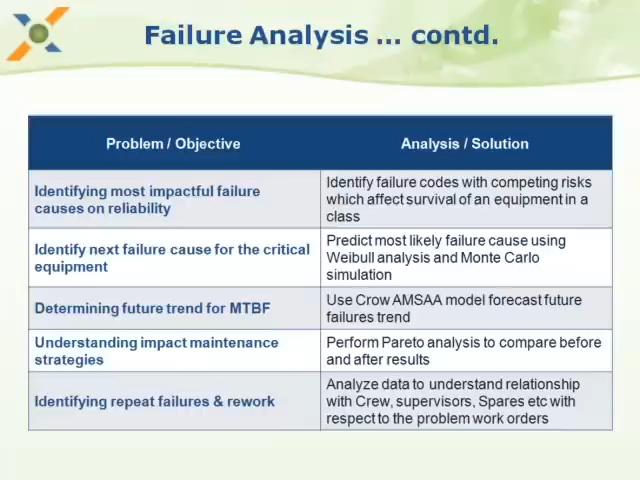 Failure Analysis ... contd.
Problem / Objective
Analysis / Solution
Identifying most impactful failure
causes on reliability
Identify failure codes with competing risks
which affect survival of an equipment in a
class
Identify next failure cause for the critical
equipment
Predict most likely failure cause using
Weibull analysis and Monte Carlo
simulation
Determining future trend for MTBF
Use Crow AMSAA model forecast future
failures trend
Understanding impact maintenance
strategies
Perform Pareto analysis to compare before
and after results
Identifying repeat failures & rework
Analyze data to understand relationship
with Crew, supervisors, Spares etc with
respect to the problem work orders